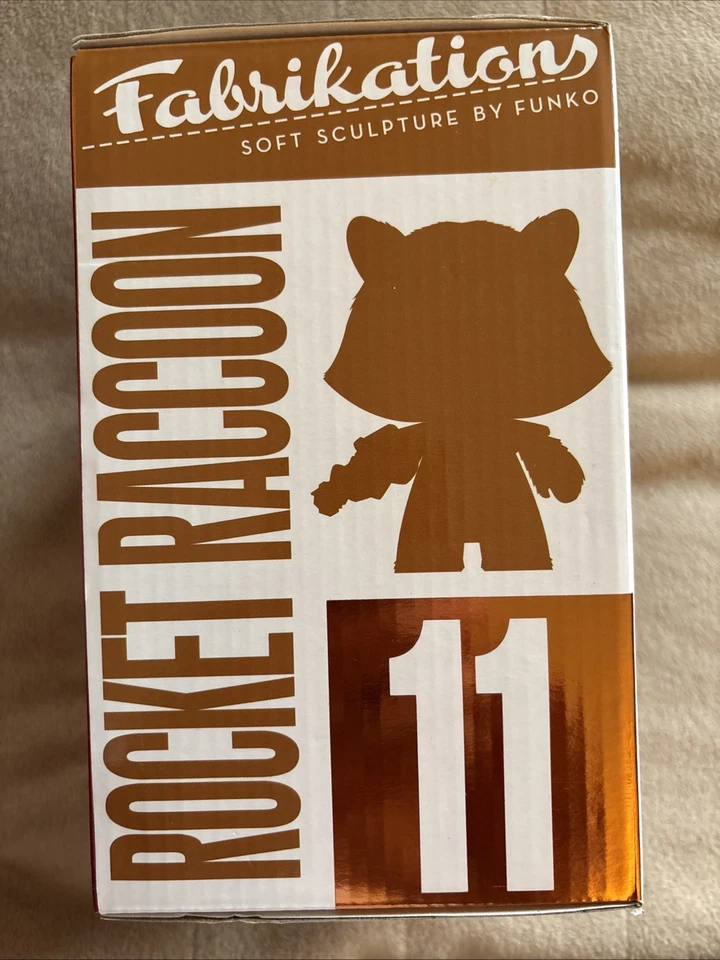 Fabrikations
SOFT SCULPTURE BY FUNKO
ROCKET RACCOON
11